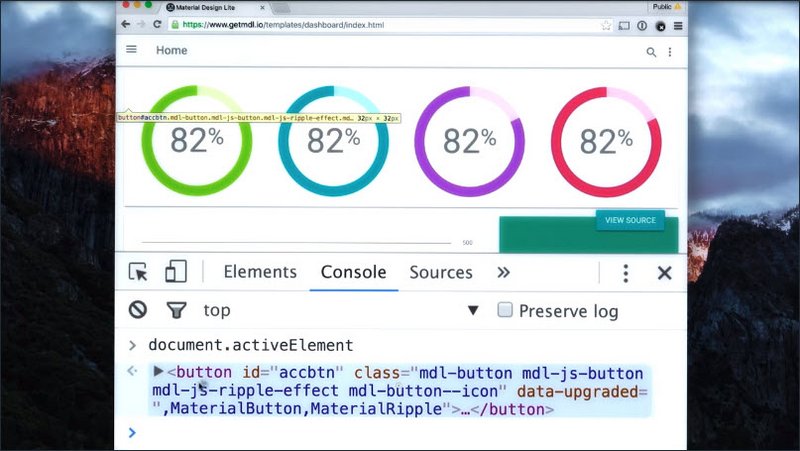 Material Design Lite
Public
https://www.getmdl.io/templates/dashboard/index.html
Home
button#accbtn.mdl-button.mdl-js-button.mdl-js-ripple-effect.md… 32px × 32px
82% 82% 82% 82%
VIEW SOURCE
500
Elements Console Sources »
top Preserve log
> document.activeElement
<button id="accbtn" class="mdl-button mdl-js-button
mdl-js-ripple-effect mdl-button--icon" data-upgraded=
",MaterialButton,MaterialRipple">…</button>
>